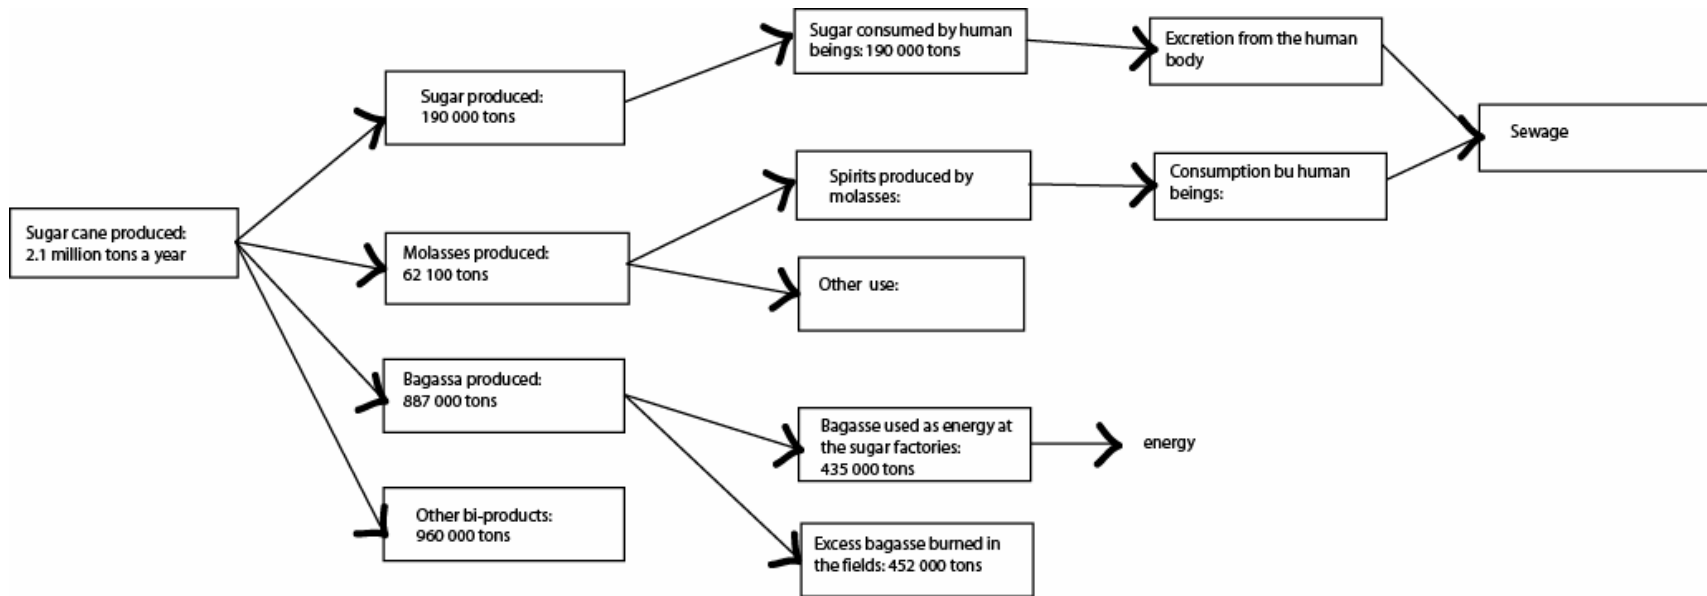 Sugar cane produced:
2.1 million tons a year
Sugar produced:
190 000 tons
Molasses produced:
62 100 tons
Bagassa produced:
887 000 tons
Other bi-products:
960 000 tons
Sugar consumed by human
beings: 190 000 tons
Spirits produced by
molasses:
Other use:
Bagasse used as energy at
the sugar factories:
435 000 tons
Excess bagasse burned in
the fields: 452 000 tons
Excretion from the human
body
Consumption bu human
beings:
energy
Sewage